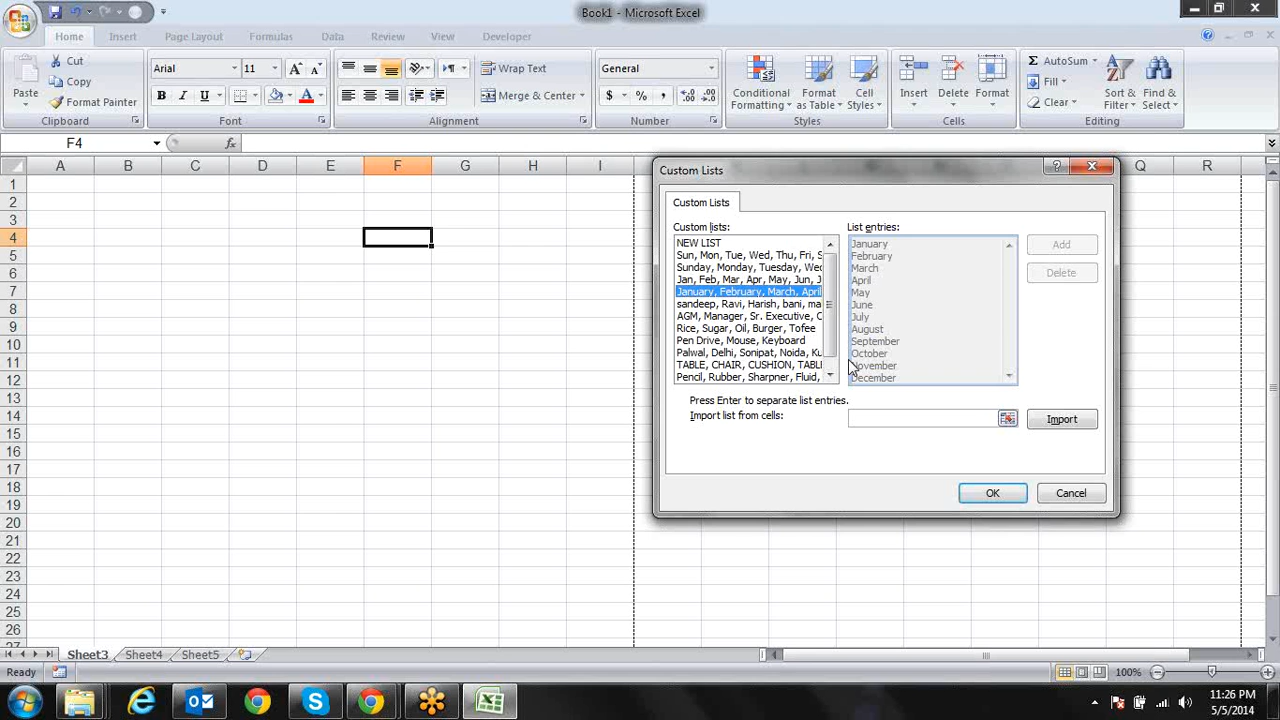 Book1 - Microsoft Excel
Home Insert Page Layout Formulas Data Review View Developer
Paste
Cut
Copy
Format Painter
Clipboard
Arial 11
A A
B I U
A
Font
Wrap Text
Merge & Center
Alignment
General
$ % ,
Number
Conditional Formatting
Format as Table
Cell Styles
Styles
Insert Delete Format
Cells
Σ AutoSum
Fill
Clear
Sort & Filter
Find & Select
Editing
F4 fx
A B C D E F G H I Q R
1
2
3
4
5
6
7
8
9
10
11
12
13
14
15
16
17
18
19
20
21
22
23
24
25
26
27
Custom Lists
Custom Lists
Custom lists:
NEW LIST
Sun, Mon, Tue, Wed, Thu, Fri, S
Sunday, Monday, Tuesday, Wed
Jan, Feb, Mar, Apr, May, Jun, J
January, February, March, April
sandeep, Ravi, Harish, bani, ma
AGM, Manager, Sr. Executive, C
Rice, Sugar, Oil, Burger, Tofee
Pen Drive, Mouse, Keyboard
Palwal, Delhi, Sonipat, Noida, Ku
TABLE, CHAIR, CUSHION, TABL
Pencil, Rubber, Sharpner, Fluid,
List entries:
January
February
March
April
May
June
July
August
September
October
November
December
Add
Delete
Press Enter to separate list entries.
Import list from cells:
Import
OK Cancel
Sheet3 Sheet4 Sheet5
Ready
100%
11:26 PM
5/5/2014